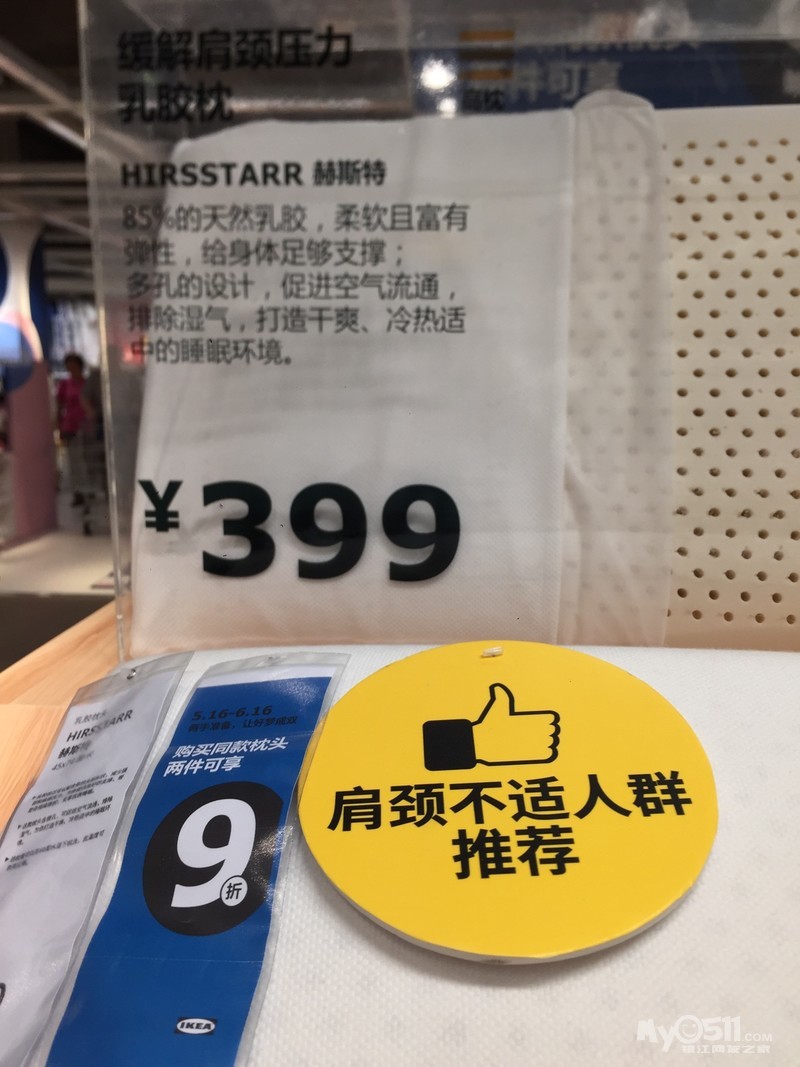 缓解肩颈压力
乳胶枕
件可享
HIRSSTARR 赫斯特
85%的天然乳胶，柔软且富有
弹性，给身体足够支撑；
多孔的设计，促进空气流通，
排除湿气，打造干爽、冷热适
中的睡眠环境。
¥399
乳胶枕头
HIRSSTARR
赫斯特
5.16-6.16
购买同款枕头
两件可享
9折
IKEA
肩颈不适人群
推荐
My0511.COM
镇江网友之家